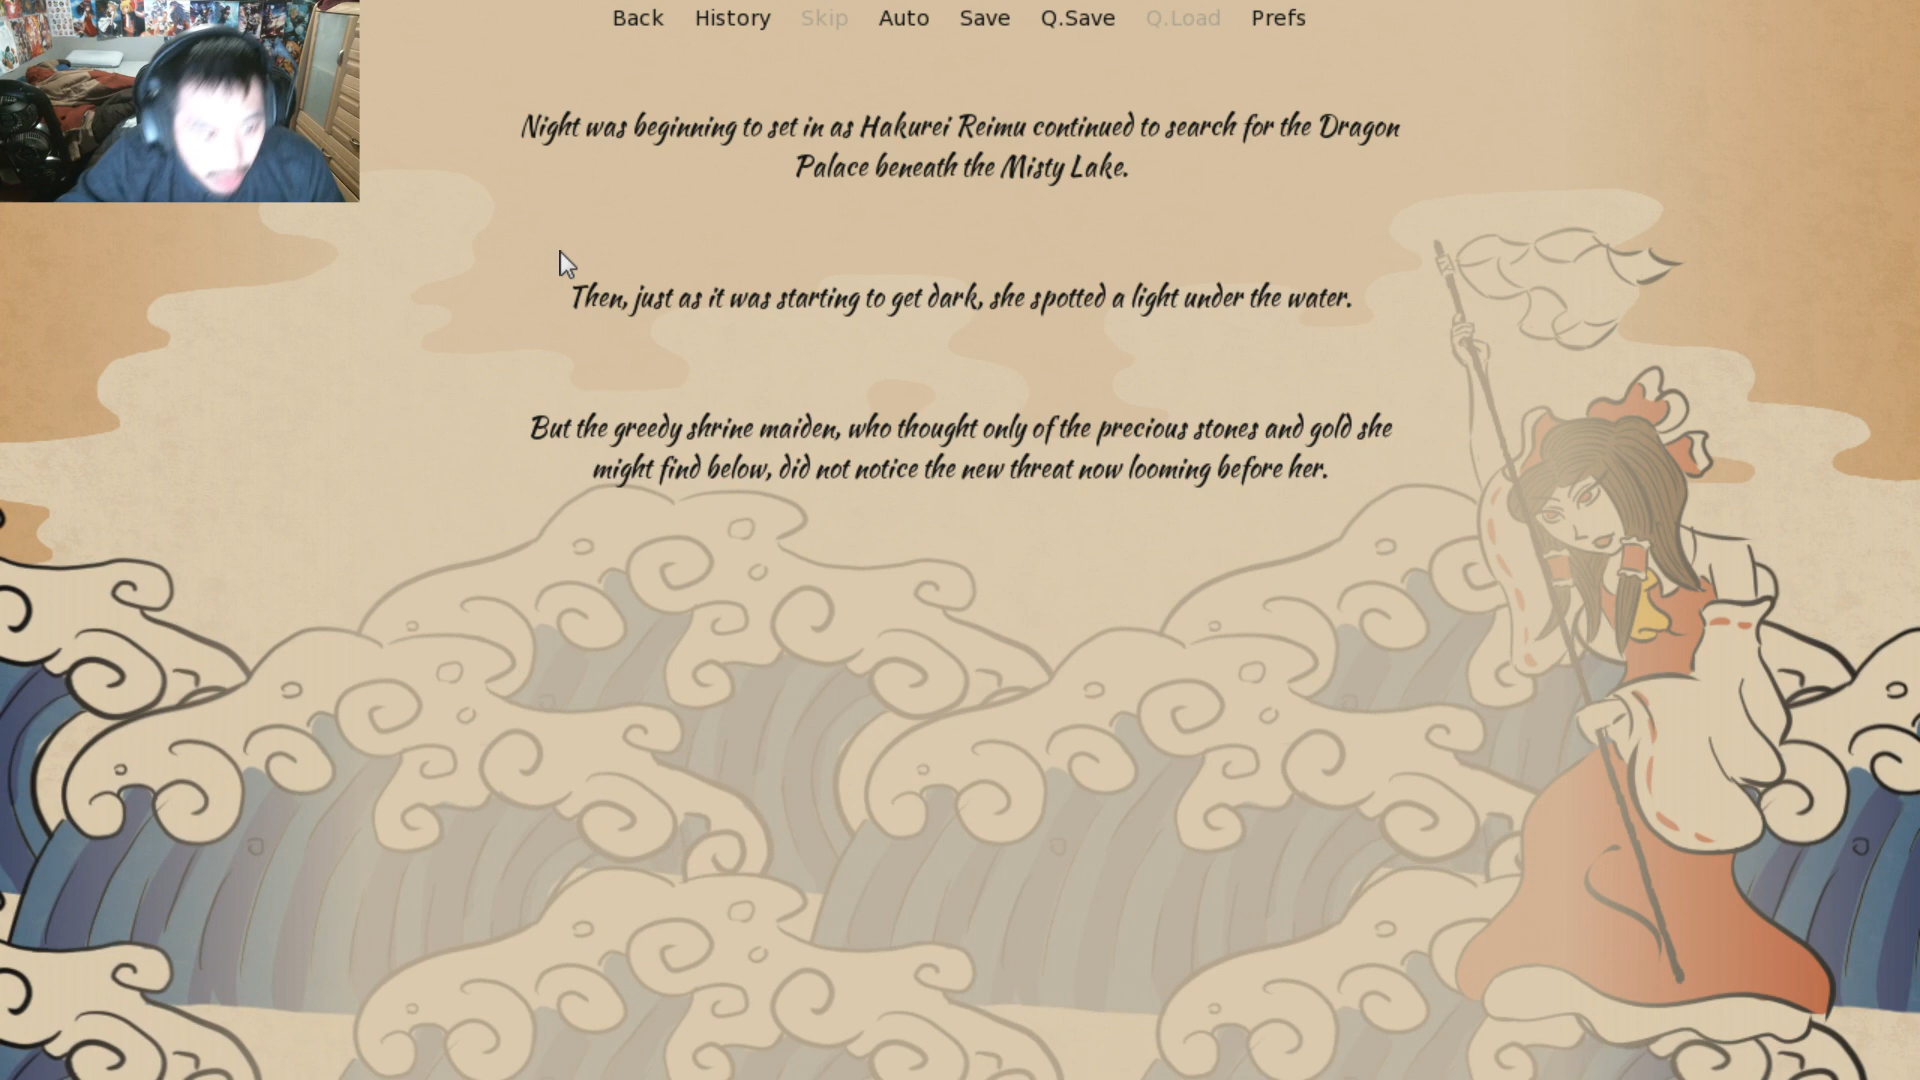 Back History Skip Auto Save Q.Save Q.Load Prefs
Night was beginning to set in as Hakurei Reimu continued to search for the Dragon
Palace beneath the Misty Lake.
Then, just as it was starting to get dark, she spotted a light under the water.
But the greedy shrine maiden, who thought only of the precious stones and gold she
might find below, did not notice the new threat now looming before her.